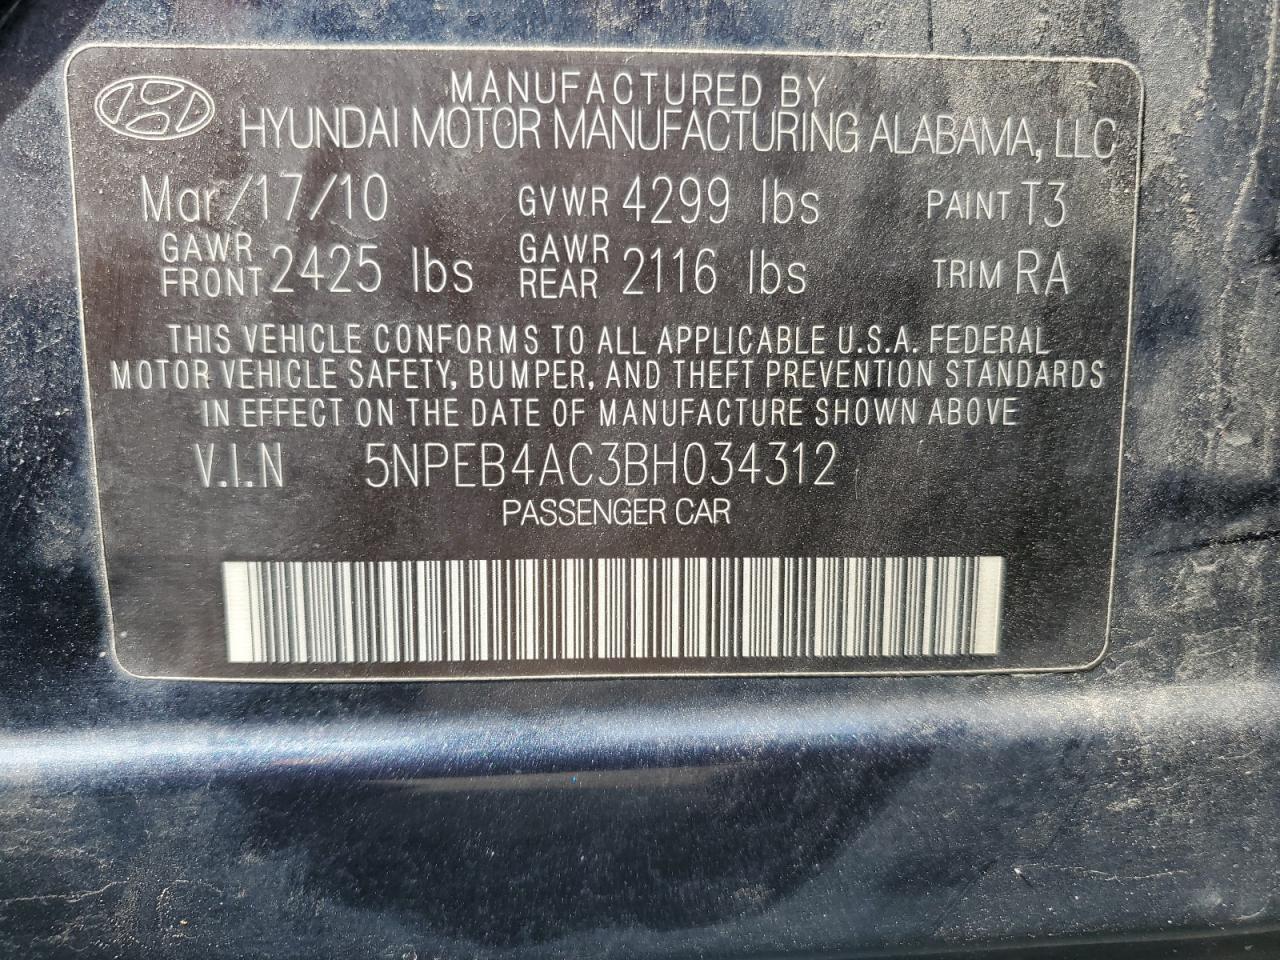 MANUFACTURED BY
HYUNDAI MOTOR MANUFACTURING ALABAMA, LLC
Mar/17/10 GVWR 4299 lbs PAINT T3
GAWR FRONT 2425 lbs GAWR REAR 2116 lbs TRIM RA
THIS VEHICLE CONFORMS TO ALL APPLICABLE U.S.A. FEDERAL
MOTOR VEHICLE SAFETY, BUMPER, AND THEFT PREVENTION STANDARDS
IN EFFECT ON THE DATE OF MANUFACTURE SHOWN ABOVE
V.I.N 5NPEB4AC3BH034312
PASSENGER CAR